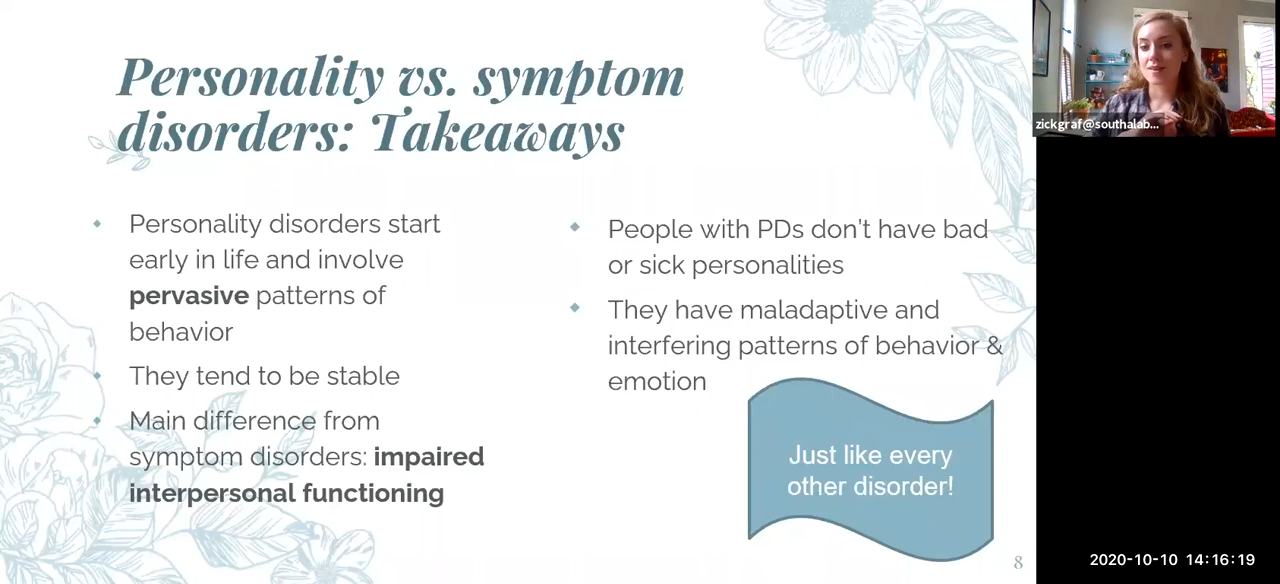 Personality vs. symptom
disorders: Takeaways
Personality disorders start
early in life and involve
pervasive patterns of
behavior
They tend to be stable
Main difference from
symptom disorders: impaired
interpersonal functioning
People with PDs don't have bad
or sick personalities
They have maladaptive and
interfering patterns of behavior &
emotion
Just like every
other disorder!
8
zickgraf@southalab...
2020-10-10 14:16:19